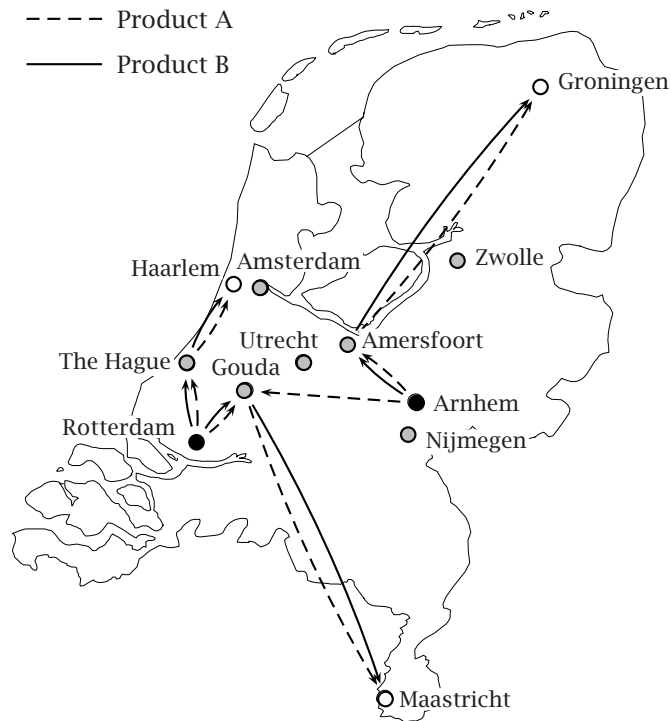 Product A
Product B
Groningen
Zwolle
Haarlem
Amsterdam
Utrecht
Amersfoort
The Hague
Gouda
Arnhem
Rotterdam
Nijmegen
Maastricht